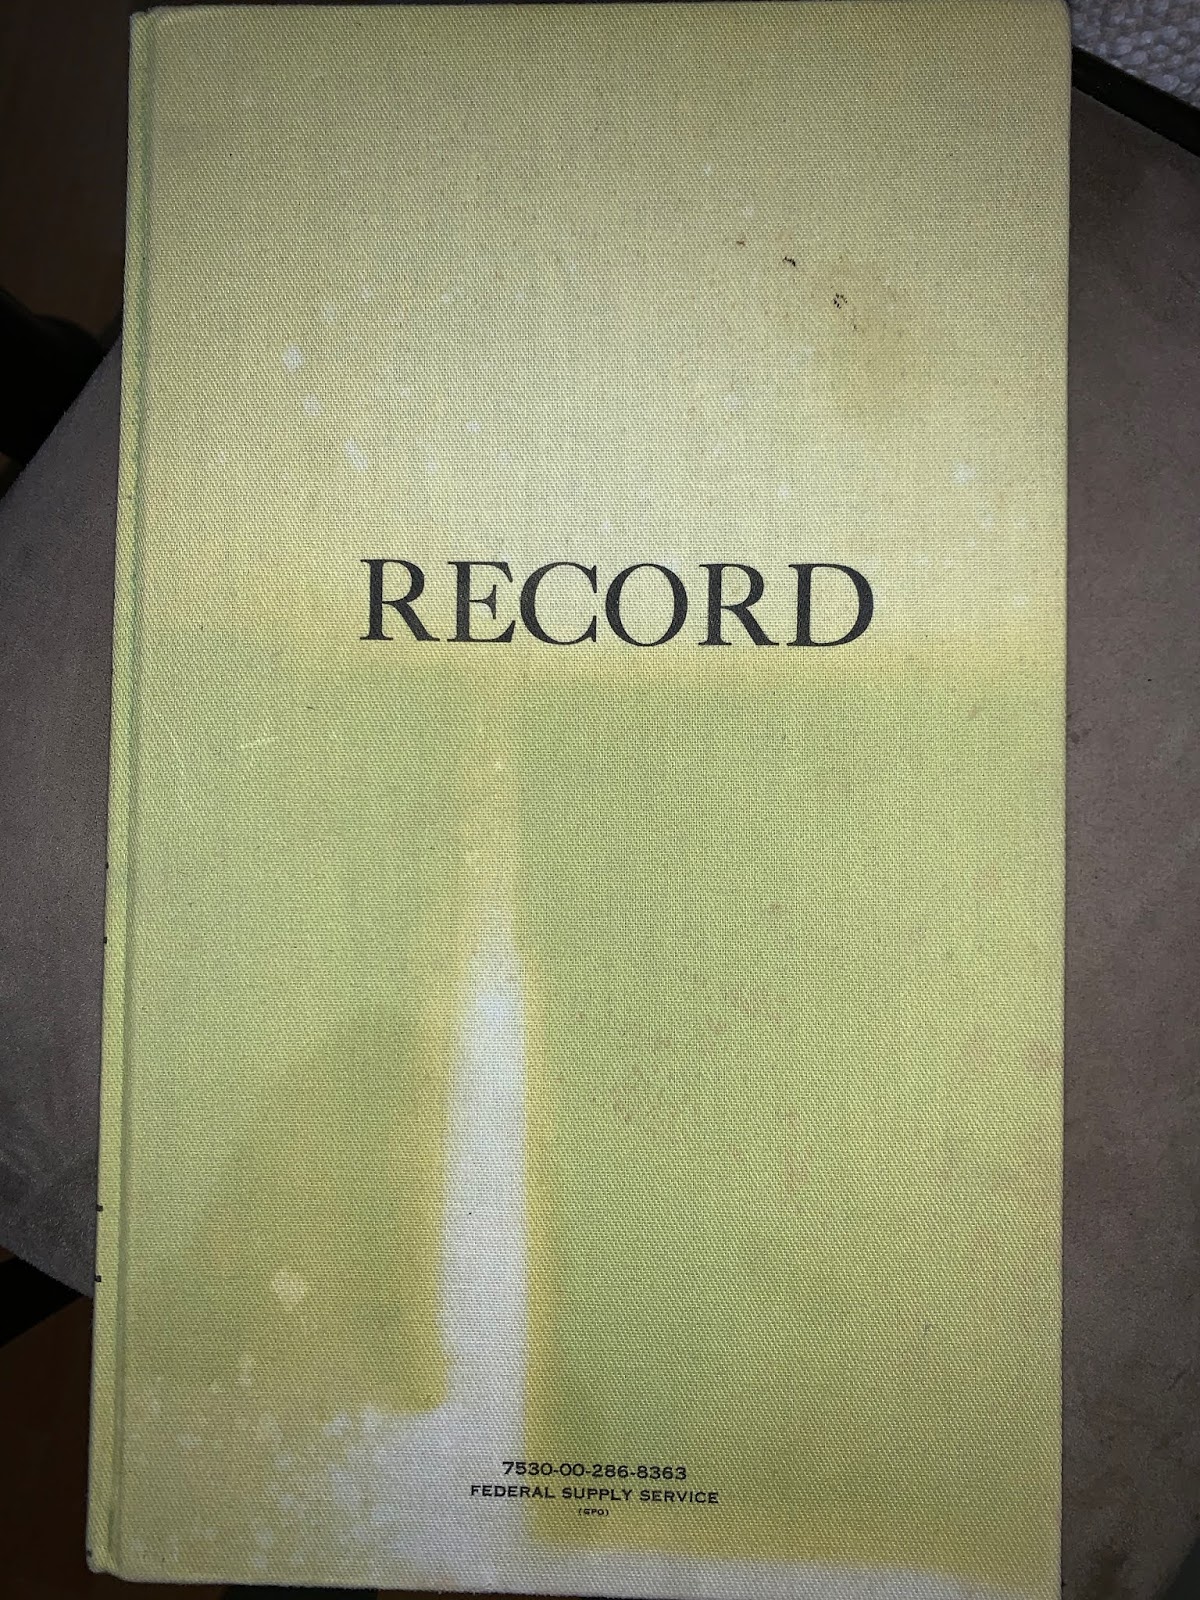 RECORD
7530-00-286-8363
FEDERAL SUPPLY SERVICE
(GPO)